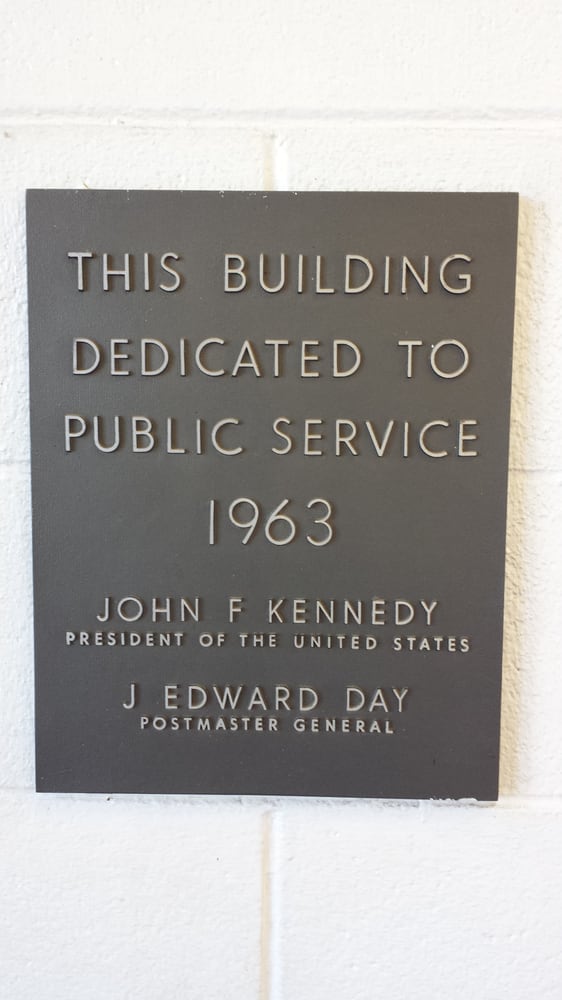 THIS BUILDING
DEDICATED TO
PUBLIC SERVICE
1963
JOHN F KENNEDY
PRESIDENT OF THE UNITED STATES
J EDWARD DAY
POSTMASTER GENERAL